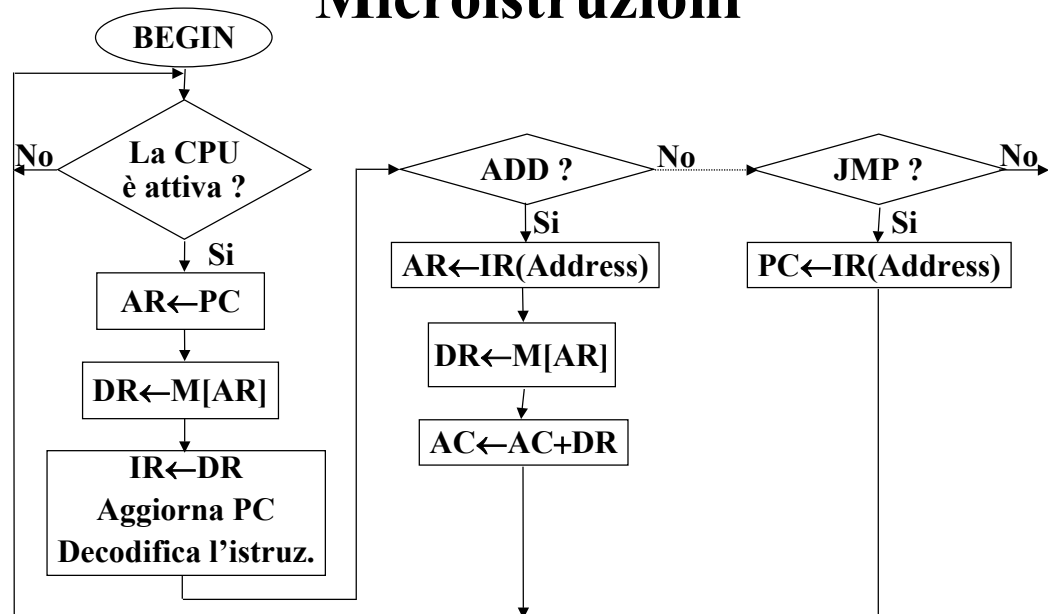 Microistruzioni
BEGIN
No
La CPU
è attiva ?
Si
AR←PC
DR←M[AR]
IR←DR
Aggiorna PC
Decodifica l’istruz.
ADD ?
No
Si
AR←IR(Address)
DR←M[AR]
AC←AC+DR
JMP ?
No
Si
PC←IR(Address)